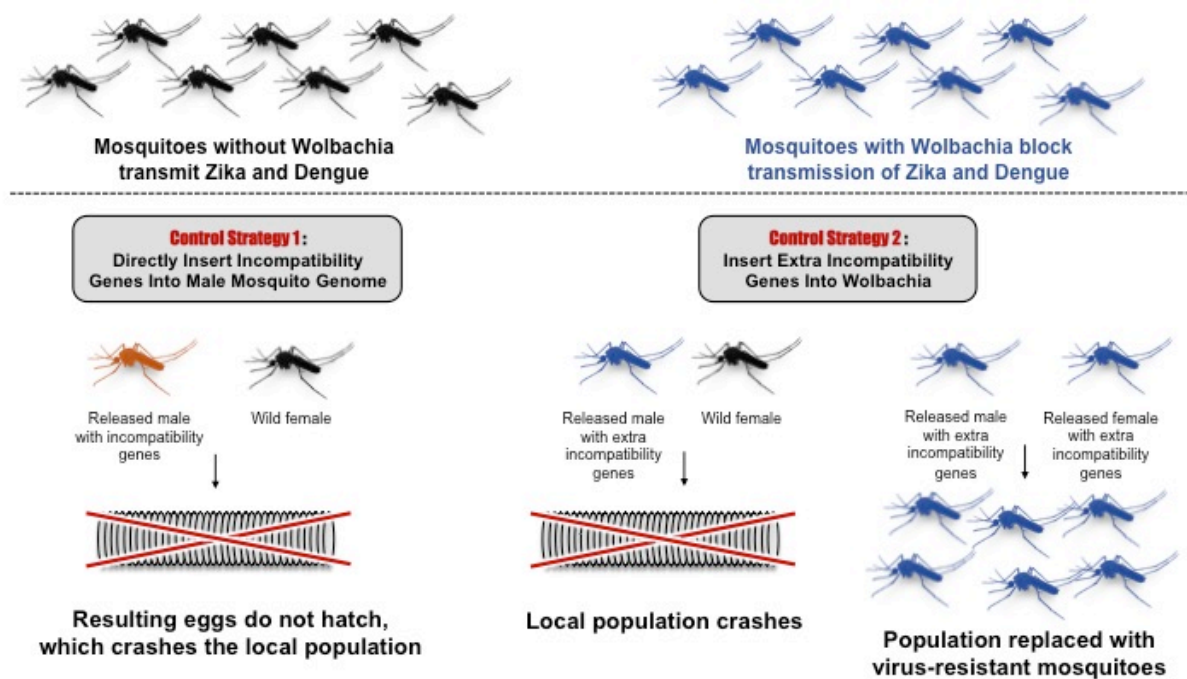 Mosquitoes without Wolbachia
transmit Zika and Dengue
Mosquitoes with Wolbachia block
transmission of Zika and Dengue
Control Strategy 1:
Directly Insert Incompatibility
Genes Into Male Mosquito Genome
Control Strategy 2:
Insert Extra Incompatibility
Genes Into Wolbachia
Released male
with incompatibility
genes
Wild female
Released male
with extra
incompatibility
genes
Wild female
Released male
with extra
incompatibility
genes
Released female
with extra
incompatibility
genes
Resulting eggs do not hatch,
which crashes the local population
Local population crashes
Population replaced with
virus-resistant mosquitoes